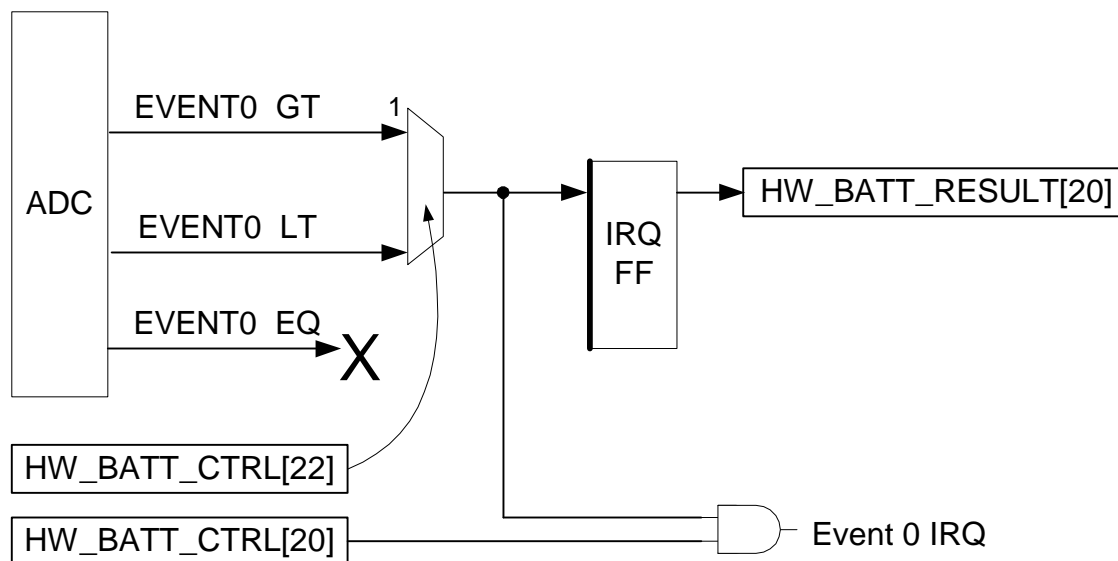 EVENT0 GT
1
ADC
HW_BATT_RESULT[20]
EVENT0 LT
IRQ
FF
EVENT0 EQ
X
HW_BATT_CTRL[22]
HW_BATT_CTRL[20]
Event 0 IRQ